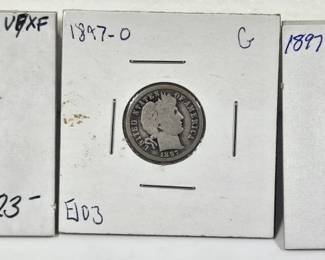 VF/XF
23-
1897-O G
UNITED STATES OF AMERICA
1897
E103
1897